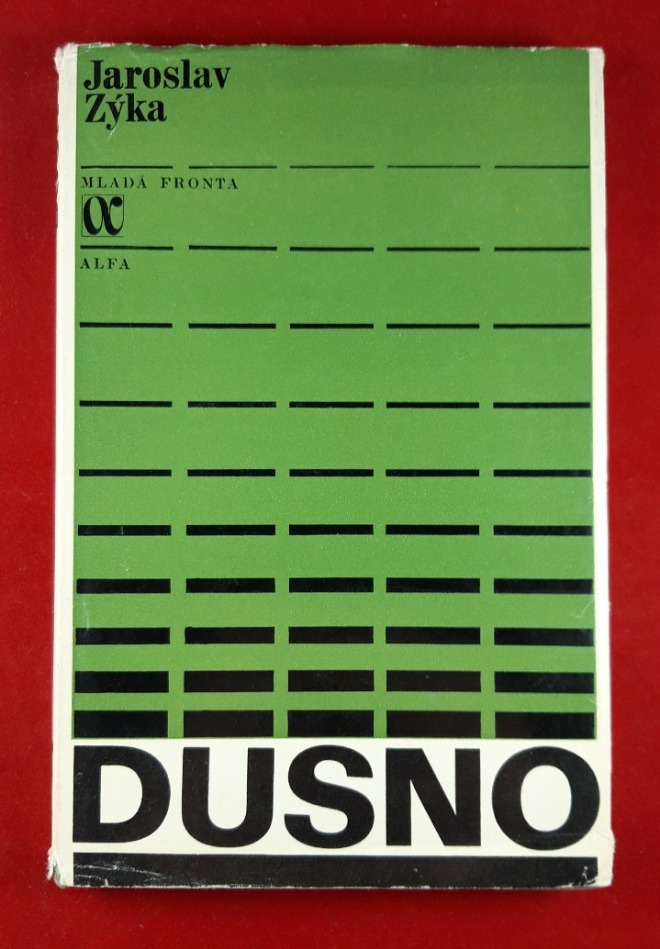 Jaroslav
Zýka
MLADÁ FRONTA
α
ALFA
DUSNO